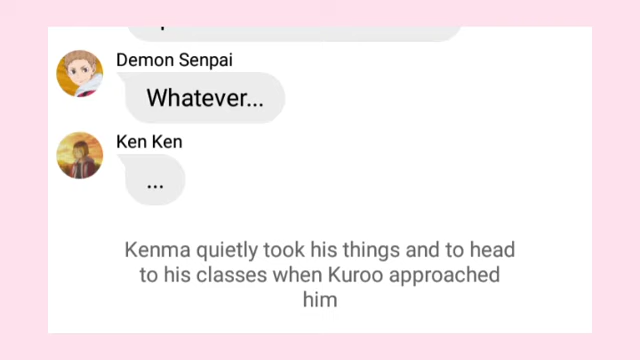 Demon Senpai
Whatever...
Ken Ken
...
Kenma quietly took his things and to head
to his classes when Kuroo approached
him